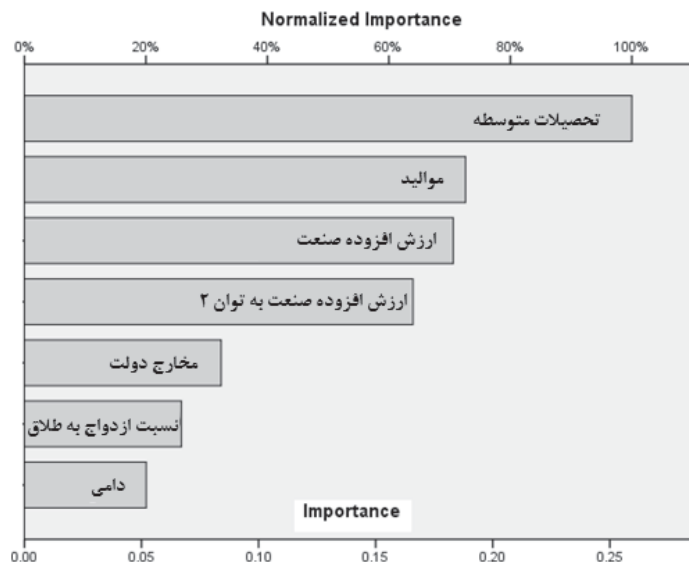 Normalized Importance
0% 20% 40% 60% 80% 100%
تحصیلات متوسطه
موالید
ارزش افزوده صنعت
ارزش افزوده صنعت به توان ۲
مخارج دولت
نسبت ازدواج به طلاق
دامی
Importance
0.00 0.05 0.10 0.15 0.20 0.25